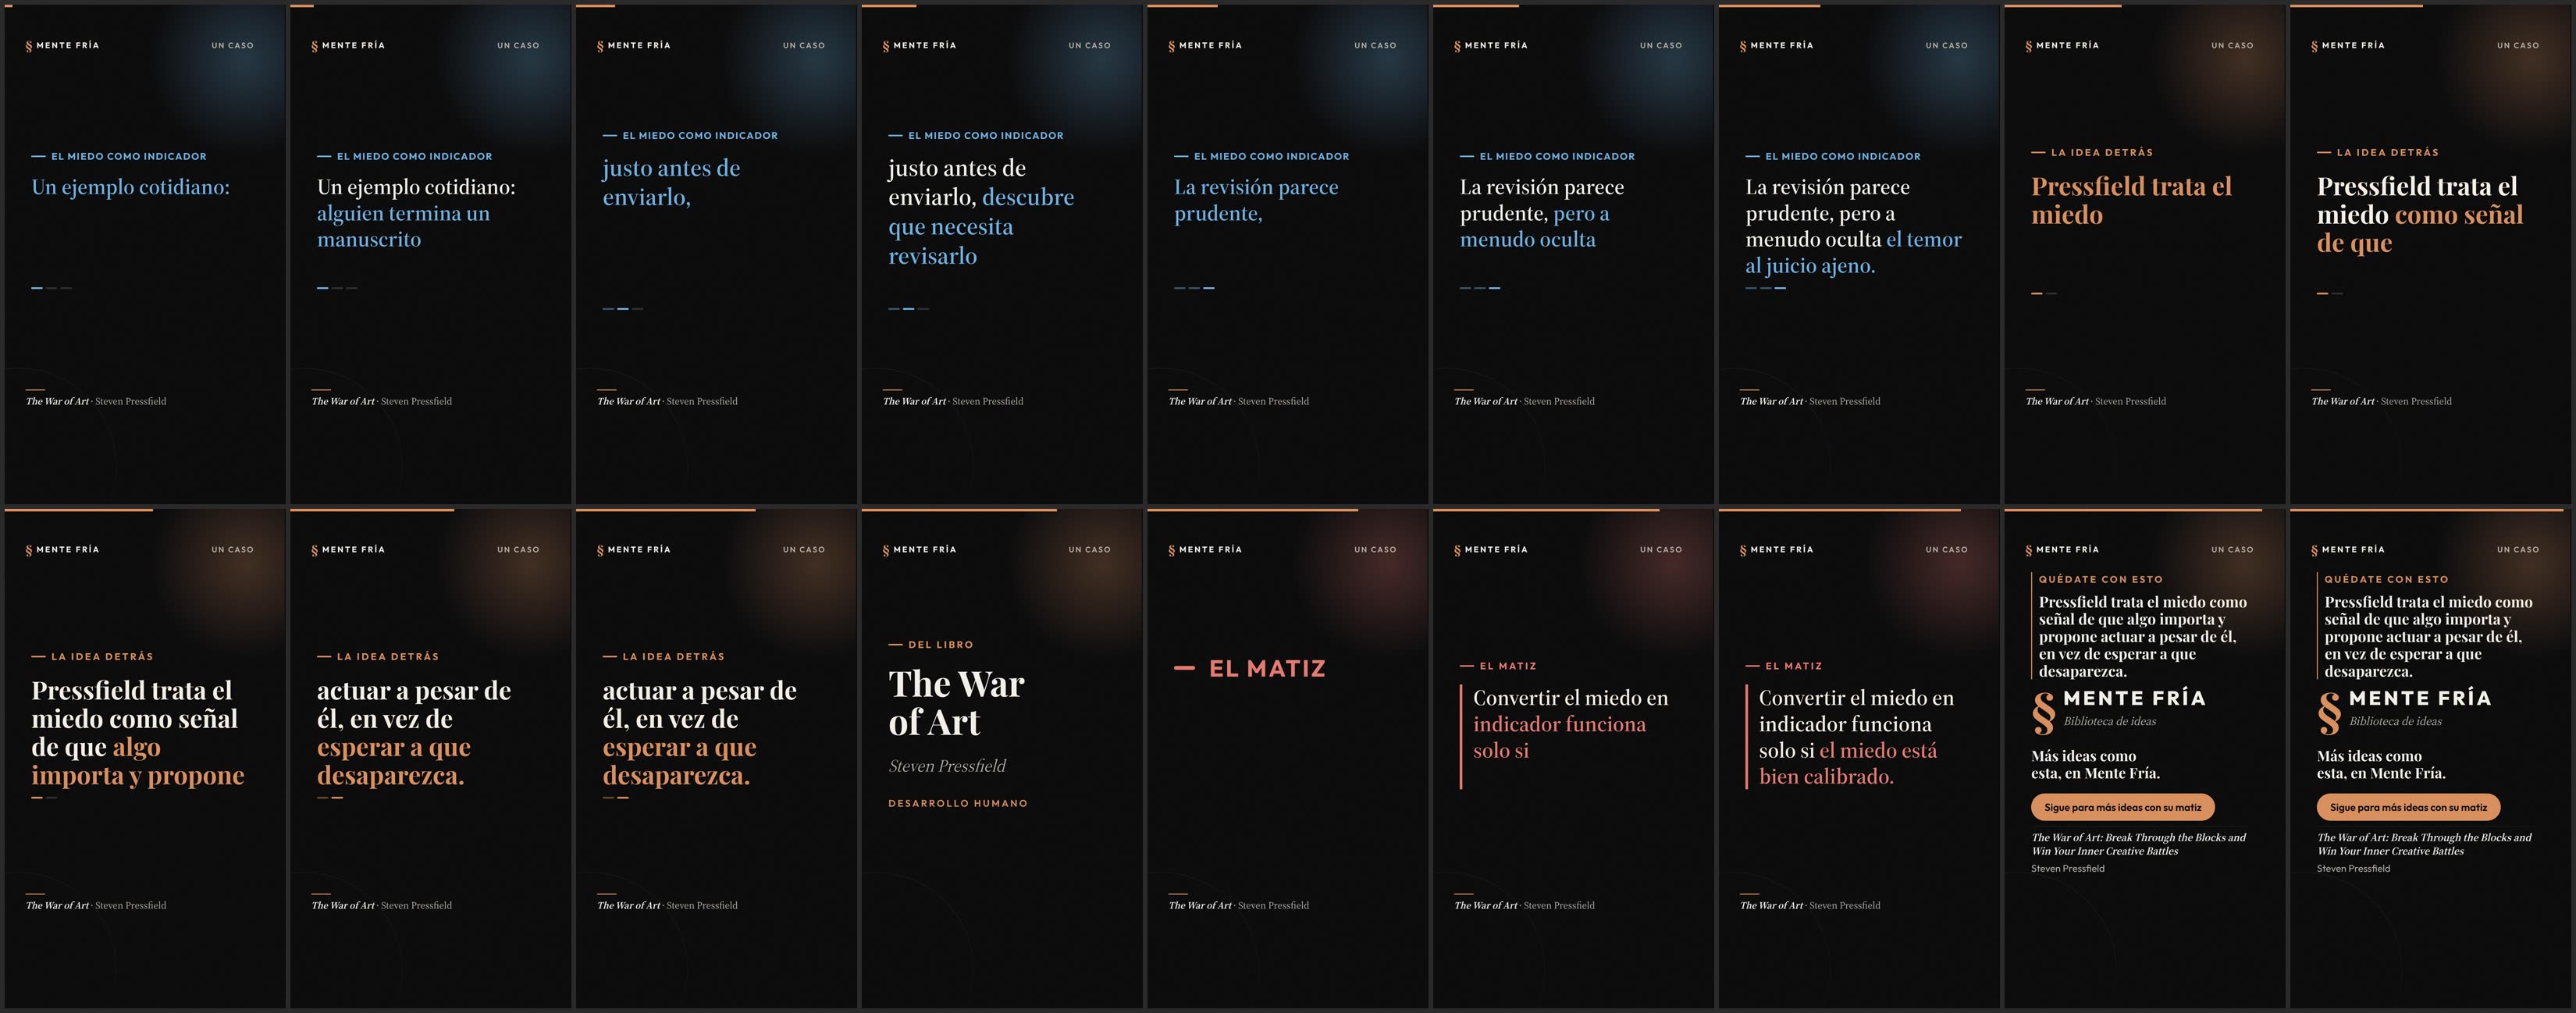 § MENTE FRÍA
UN CASO
EL MIEDO COMO INDICADOR
Un ejemplo cotidiano:
The War of Art · Steven Pressfield
§ MENTE FRÍA
UN CASO
EL MIEDO COMO INDICADOR
Un ejemplo cotidiano:
alguien termina un
manuscrito
The War of Art · Steven Pressfield
§ MENTE FRÍA
UN CASO
EL MIEDO COMO INDICADOR
justo antes de
enviarlo,
The War of Art · Steven Pressfield
§ MENTE FRÍA
UN CASO
EL MIEDO COMO INDICADOR
justo antes de
enviarlo, descubre
que necesita
revisarlo
The War of Art · Steven Pressfield
§ MENTE FRÍA
UN CASO
EL MIEDO COMO INDICADOR
La revisión parece
prudente,
The War of Art · Steven Pressfield
§ MENTE FRÍA
UN CASO
EL MIEDO COMO INDICADOR
La revisión parece
prudente, pero a
menudo oculta
The War of Art · Steven Pressfield
§ MENTE FRÍA
UN CASO
EL MIEDO COMO INDICADOR
La revisión parece
prudente, pero a
menudo oculta el temor
al juicio ajeno.
The War of Art · Steven Pressfield
§ MENTE FRÍA
UN CASO
LA IDEA DETRÁS
Pressfield trata el
miedo
The War of Art · Steven Pressfield
§ MENTE FRÍA
UN CASO
LA IDEA DETRÁS
Pressfield trata el
miedo como señal
de que
The War of Art · Steven Pressfield
§ MENTE FRÍA
UN CASO
LA IDEA DETRÁS
Pressfield trata el
miedo como señal
de que algo
importa y propone
The War of Art · Steven Pressfield
§ MENTE FRÍA
UN CASO
LA IDEA DETRÁS
actuar a pesar de
él, en vez de
esperar a que
desaparezca.
The War of Art · Steven Pressfield
§ MENTE FRÍA
UN CASO
LA IDEA DETRÁS
actuar a pesar de
él, en vez de
esperar a que
desaparezca.
The War of Art · Steven Pressfield
§ MENTE FRÍA
UN CASO
DEL LIBRO
The War
of Art
Steven Pressfield
DESARROLLO HUMANO
§ MENTE FRÍA
UN CASO
EL MATIZ
The War of Art · Steven Pressfield
§ MENTE FRÍA
UN CASO
EL MATIZ
Convertir el miedo en
indicador funciona
solo si
The War of Art · Steven Pressfield
§ MENTE FRÍA
UN CASO
EL MATIZ
Convertir el miedo en
indicador funciona
solo si el miedo está
bien calibrado.
The War of Art · Steven Pressfield
§ MENTE FRÍA
UN CASO
QUÉDATE CON ESTO
Pressfield trata el miedo como
señal de que algo importa y
propone actuar a pesar de él,
en vez de esperar a que
desaparezca.
§ MENTE FRÍA
Biblioteca de ideas
Más ideas como
esta, en Mente Fría.
Sigue para más ideas con su matiz
The War of Art: Break Through the Blocks and
Win Your Inner Creative Battles
Steven Pressfield
§ MENTE FRÍA
UN CASO
QUÉDATE CON ESTO
Pressfield trata el miedo como
señal de que algo importa y
propone actuar a pesar de él,
en vez de esperar a que
desaparezca.
§ MENTE FRÍA
Biblioteca de ideas
Más ideas como
esta, en Mente Fría.
Sigue para más ideas con su matiz
The War of Art: Break Through the Blocks and
Win Your Inner Creative Battles
Steven Pressfield